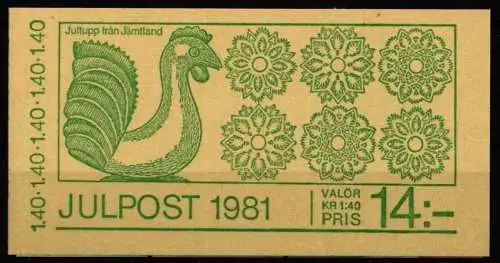 Jultupp från Jämtland
1.40·1.40·1.40·1.40·1.40
JULPOST 1981
VALÖR
KR 1:40
PRIS
14:-